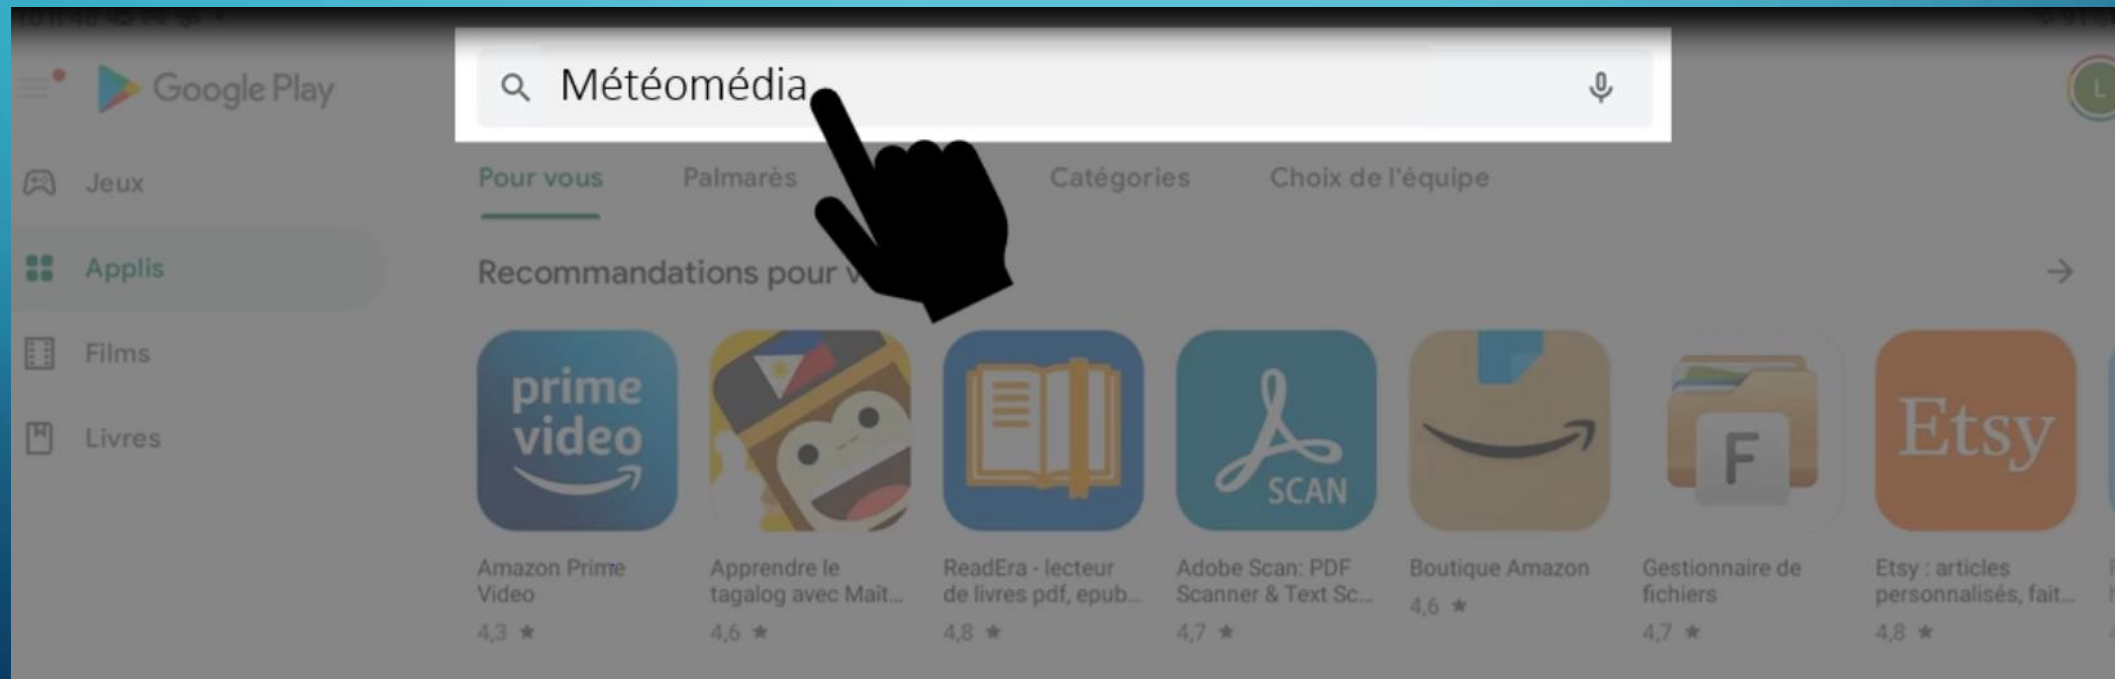 Google Play
Météomédia
L
Pour vous
Palmarès
Catégories
Choix de l'équipe
Jeux
Applis
Films
Livres
Recommandations pour
prime
video
SCAN
F
Etsy
Amazon Prime
Video
4,3 ★
Apprendre le
tagalog avec Maît...
4,6 ★
ReadEra - lecteur
de livres pdf, epub...
4,8 ★
Adobe Scan: PDF
Scanner & Text Sc...
4,7 ★
Boutique Amazon
4,6 ★
Gestionnaire de
fichiers
4,7 ★
Etsy : articles
personnalisés, fait...
4,8 ★